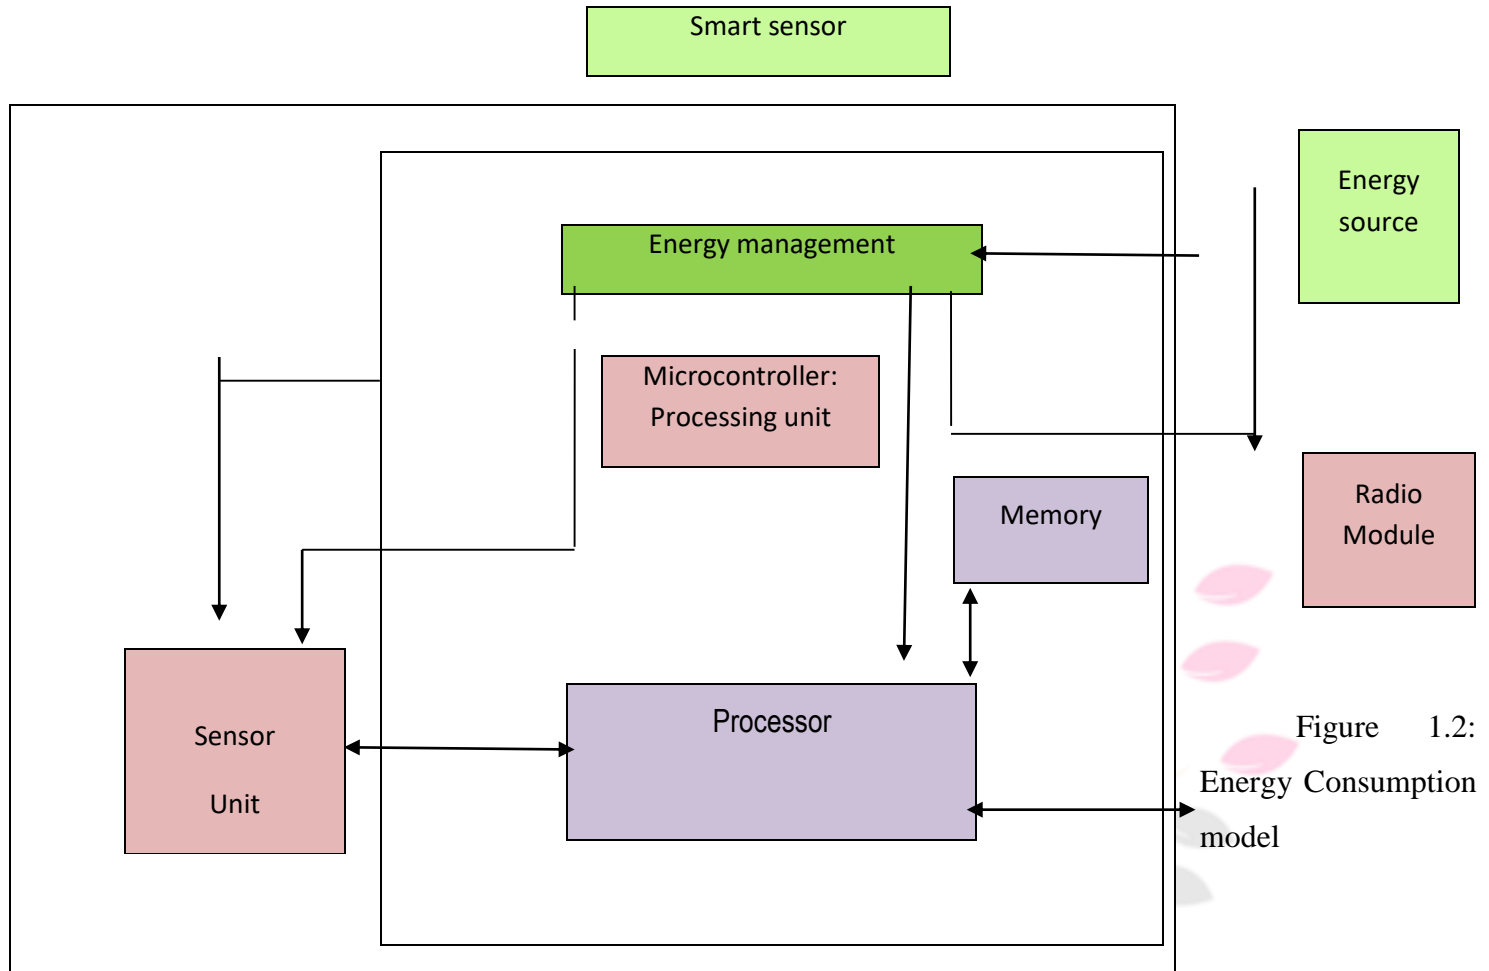 Smart sensor
Energy
source
Energy management
Microcontroller:
Processing unit
Memory
Radio
Module
Sensor
Unit
Processor
Figure 1.2:
Energy Consumption
model